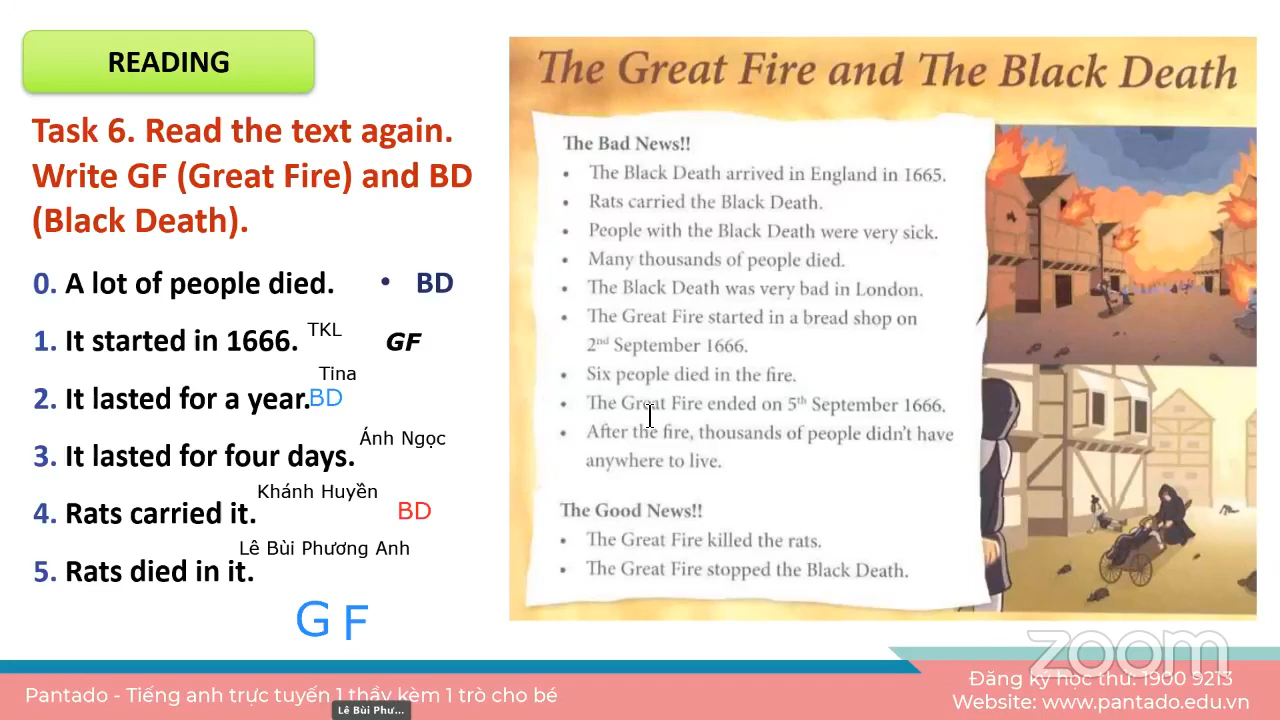 READING
The Great Fire and The Black Death
Task 6. Read the text again.
Write GF (Great Fire) and BD
(Black Death).
0. A lot of people died. • BD
1. It started in 1666. TKL GF
Tina
2. It lasted for a year. BD
Ánh Ngọc
3. It lasted for four days.
Khánh Huyền
4. Rats carried it. BD
Lê Bùi Phương Anh
5. Rats died in it.
G F
The Bad News!!
• The Black Death arrived in England in 1665.
• Rats carried the Black Death.
• People with the Black Death were very sick.
• Many thousands of people died.
• The Black Death was very bad in London.
• The Great Fire started in a bread shop on
2nd September 1666.
• Six people died in the fire.
• The Great Fire ended on 5th September 1666.
• After the fire, thousands of people didn't have
anywhere to live.
The Good News!!
• The Great Fire killed the rats.
• The Great Fire stopped the Black Death.
zoom
Pantado - Tiếng anh trực tuyến 1 thầy kèm 1 trò cho bé
Lê Bùi Phư...
Đăng ký học thử: 1900 9213
Website: www.pantado.edu.vn